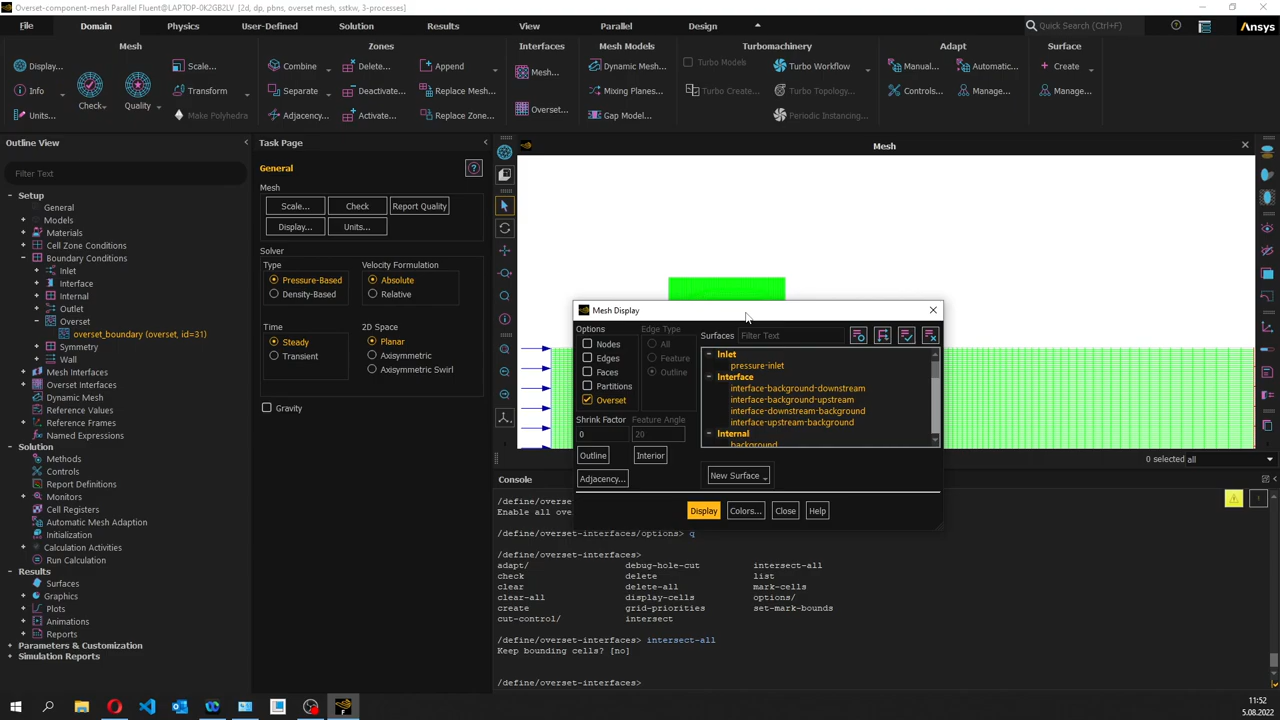 Overset-component-mesh Parallel Fluent@LAPTOP-0K2GB2LV [2d, dp, pbns, overset mesh, sstkw, 3-processes]
File Domain Physics User-Defined Solution Results View Parallel Design Quick Search (Ctrl+F) Ansys
Mesh Zones Interfaces Mesh Models Turbomachinery Adapt Surface
Display... Scale... Combine Delete... Append Mesh... Dynamic Mesh... Turbo Models Turbo Workflow Manual... Automatic... Create
Info Check Quality Transform Separate Deactivate... Replace Mesh... Mixing Planes... Turbo Create... Turbo Topology... Controls... Manage... Manage...
Units... Make Polyhedra Adjacency... Activate... Replace Zone... Overset... Gap Model... Periodic Instancing...
Outline View
Filter Text
Setup
General
Models
Materials
Cell Zone Conditions
Boundary Conditions
Inlet
Interface
Internal
Outlet
Overset
overset_boundary (overset, id=31)
Symmetry
Wall
Mesh Interfaces
Overset Interfaces
Dynamic Mesh
Reference Values
Reference Frames
Named Expressions
Solution
Methods
Controls
Report Definitions
Monitors
Cell Registers
Automatic Mesh Adaption
Initialization
Calculation Activities
Run Calculation
Results
Surfaces
Graphics
Plots
Animations
Reports
Parameters & Customization
Simulation Reports
Task Page
General
Mesh
Scale... Check Report Quality
Display... Units...
Solver
Type Velocity Formulation
Pressure-Based Absolute
Density-Based Relative
Time 2D Space
Steady Planar
Transient Axisymmetric
Axisymmetric Swirl
Gravity
Mesh
Mesh Display
Options Edge Type Surfaces Filter Text
Nodes All
Edges Feature
Faces Outline
Partitions
Overset
Inlet
pressure-inlet
Interface
interface-background-downstream
interface-background-upstream
interface-downstream-background
interface-upstream-background
Internal
background
Shrink Factor Feature Angle
0 20
Outline Interior
Adjacency... New Surface
Display Colors... Close Help
0 selected all
Console
/define/overset
Enable all ove
/define/overset-interfaces/options> q
/define/overset-interfaces>
adapt/ debug-hole-cut intersect-all
check delete list
clear delete-all mark-cells
clear-all display-cells options/
create grid-priorities set-mark-bounds
cut-control/ intersect
/define/overset-interfaces> intersect-all
Keep bounding cells? [no]
/define/overset-interfaces>
11:52
5.08.2022